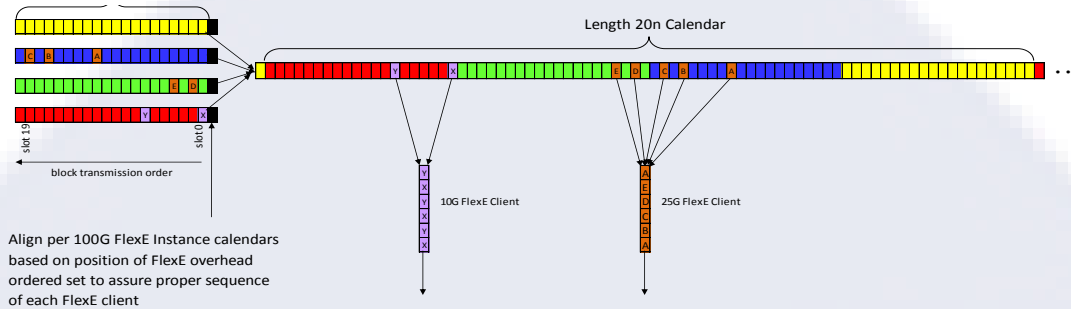 Length 20n Calendar
C B A
E D
Y X
Y X E D C B A
. .
slot 19
slot 0
block transmission order
Y
X
Y
X
Y
X
10G FlexE Client
A
E
D
C
B
A
25G FlexE Client
Align per 100G FlexE Instance calendars
based on position of FlexE overhead
ordered set to assure proper sequence
of each FlexE client